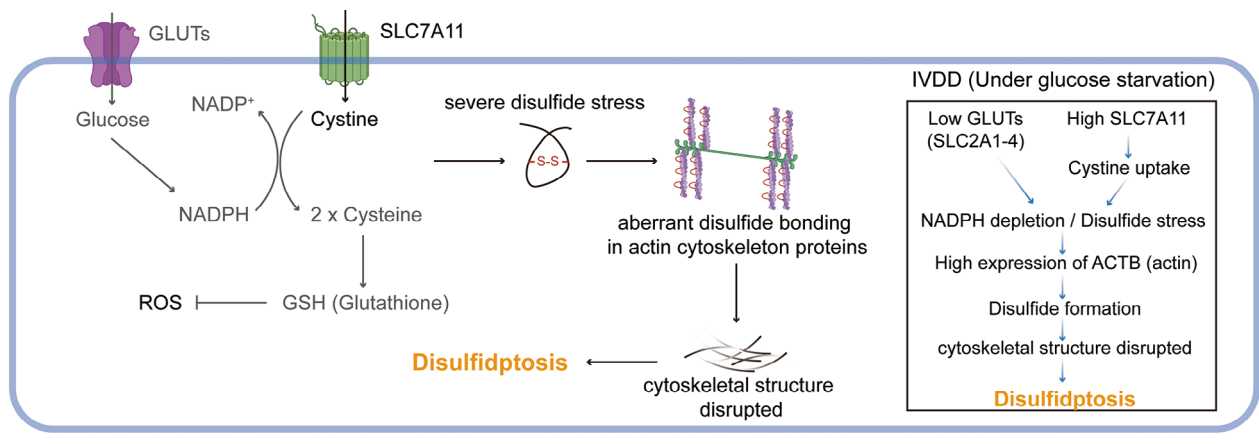 GLUTs
SLC7A11
Glucose
NADP+
Cystine
NADPH
2 x Cysteine
ROS
GSH (Glutathione)
severe disulfide stress
-S-S-
aberrant disulfide bonding
in actin cytoskeleton proteins
cytoskeletal structure
disrupted
Disulfidptosis
IVDD (Under glucose starvation)
Low GLUTs
(SLC2A1-4)
High SLC7A11
Cystine uptake
NADPH depletion / Disulfide stress
High expression of ACTB (actin)
Disulfide formation
cytoskeletal structure disrupted
Disulfidptosis